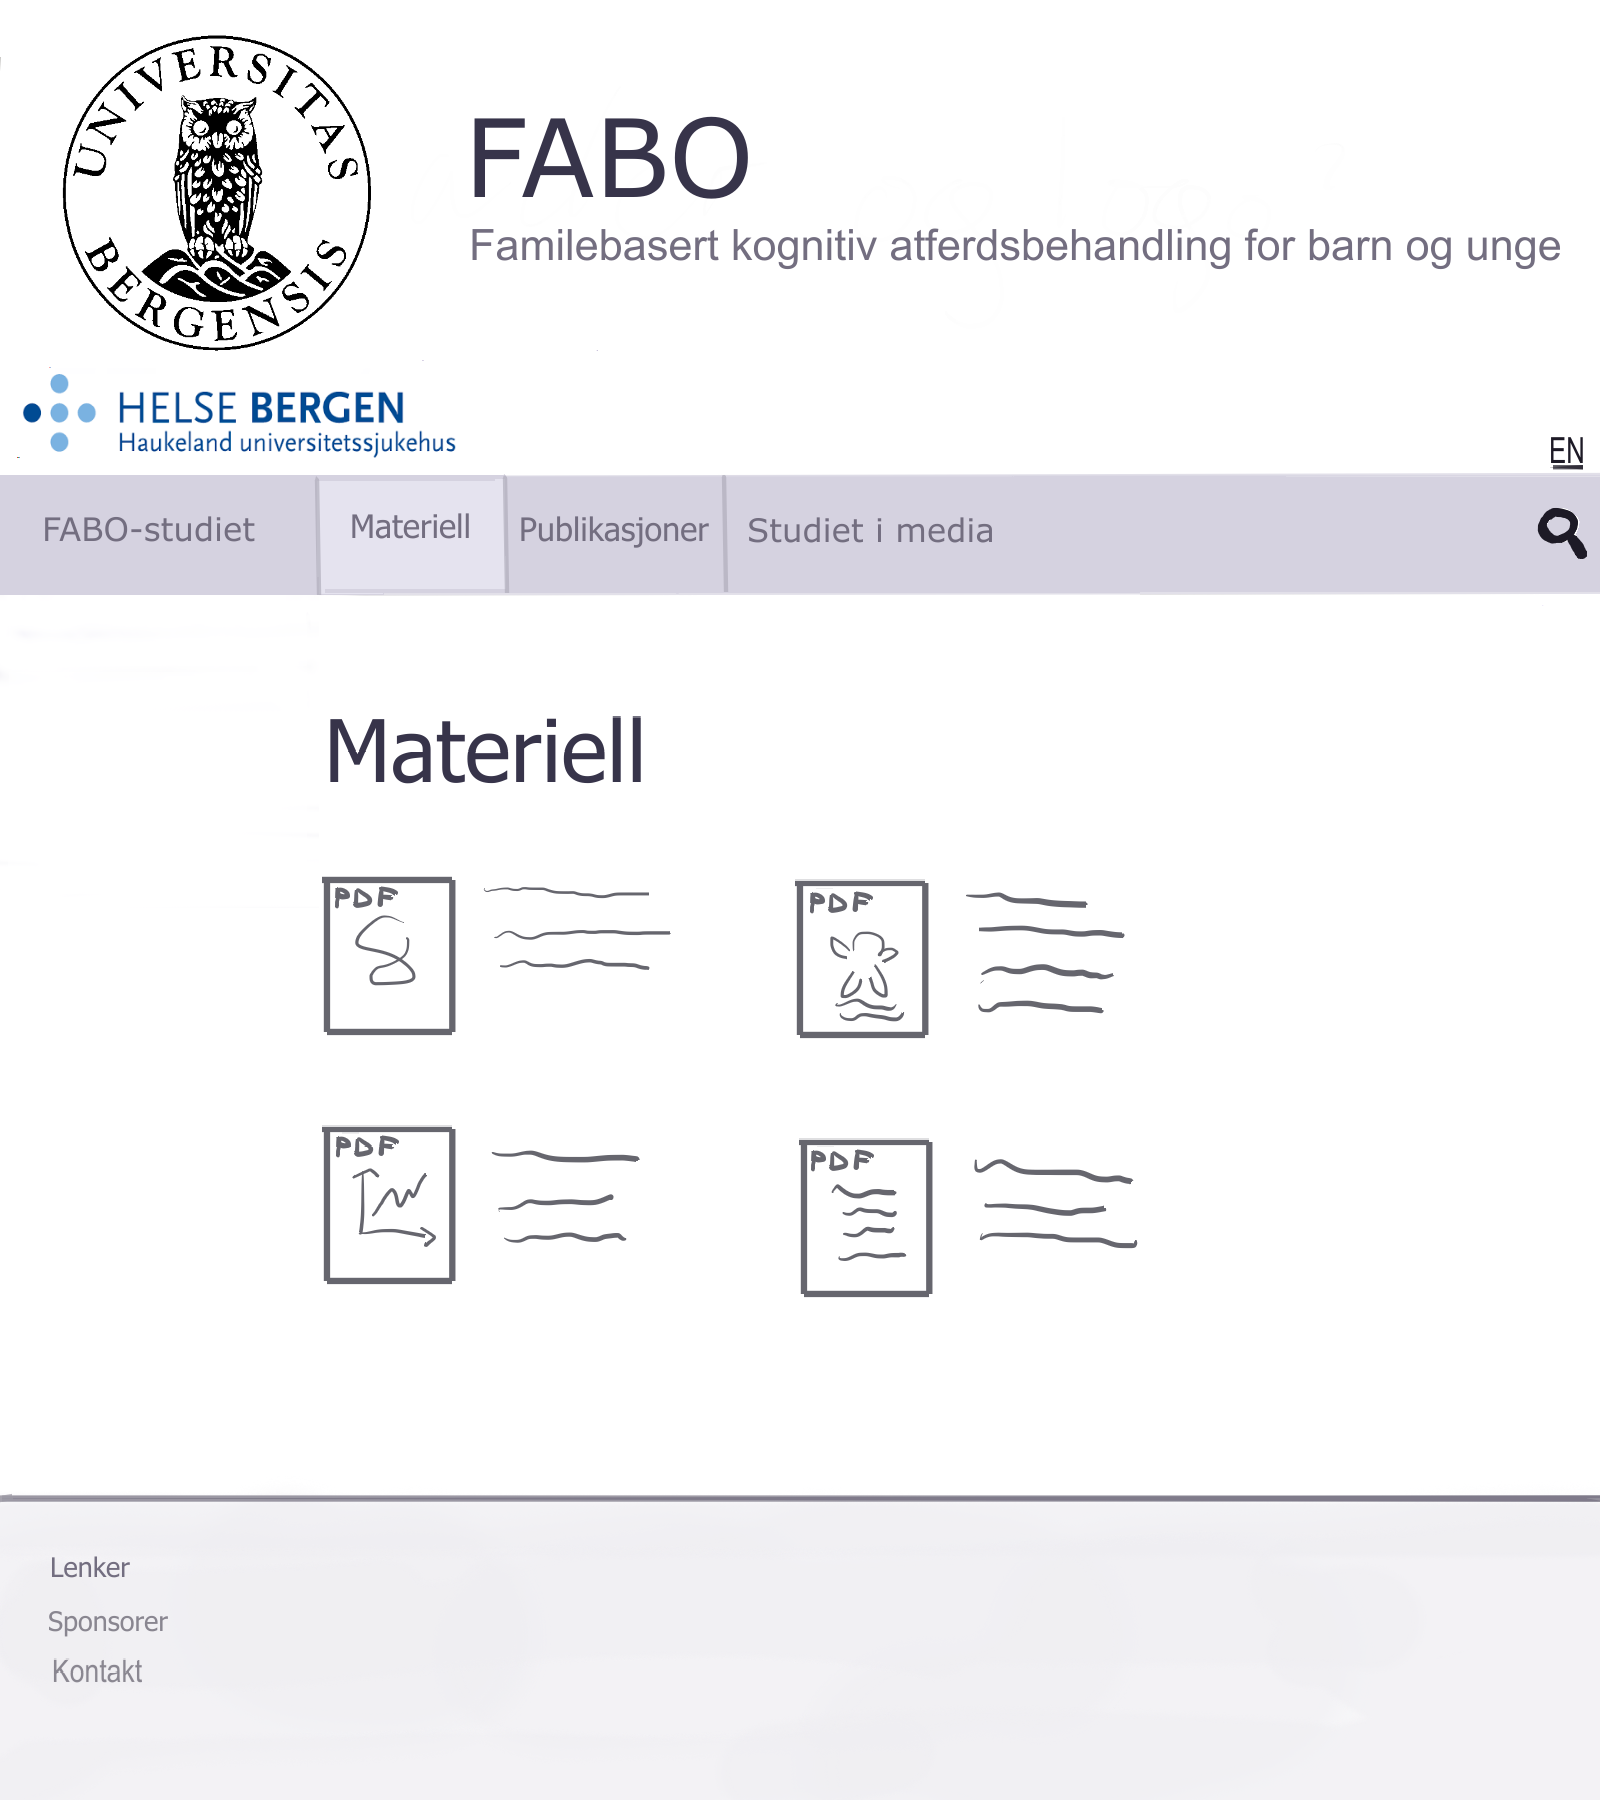 UNIVERSITAS
BERGENSIS
FABO
Familebasert kognitiv atferdsbehandling for barn og unge
HELSE BERGEN
Haukeland universitetssjukehus
EN
FABO-studiet Materiell Publikasjoner Studiet i media
Materiell
PDF PDF
PDF PDF
Lenker
Sponsorer
Kontakt